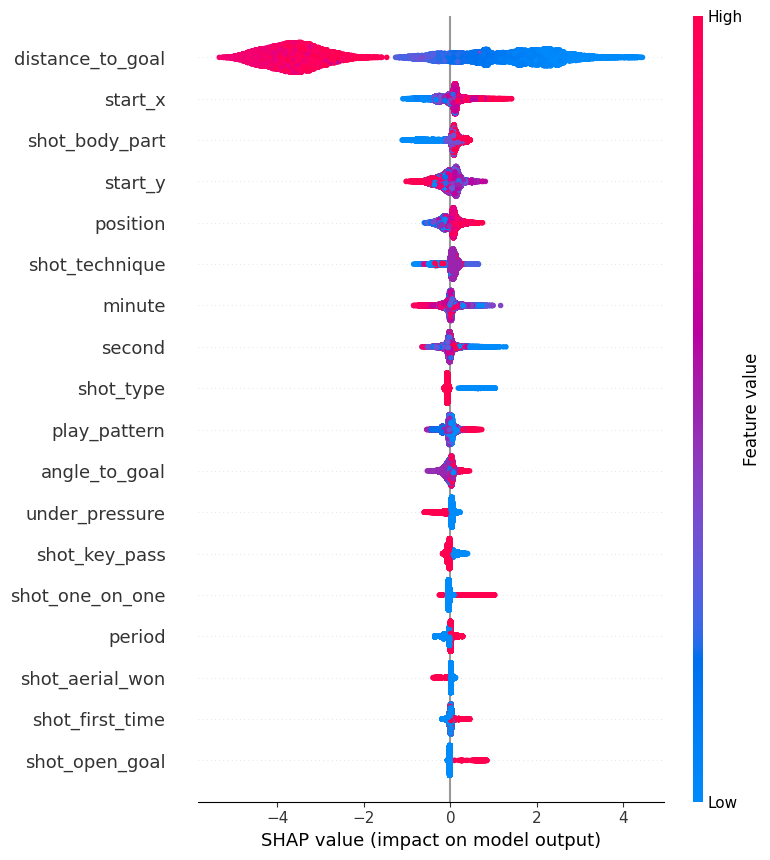 High
distance_to_goal
start_x
shot_body_part
start_y
position
shot_technique
minute
second
shot_type
play_pattern
angle_to_goal
under_pressure
shot_key_pass
shot_one_on_one
period
shot_aerial_won
shot_first_time
shot_open_goal
Feature value
Low
−4 −2 0 2 4
SHAP value (impact on model output)